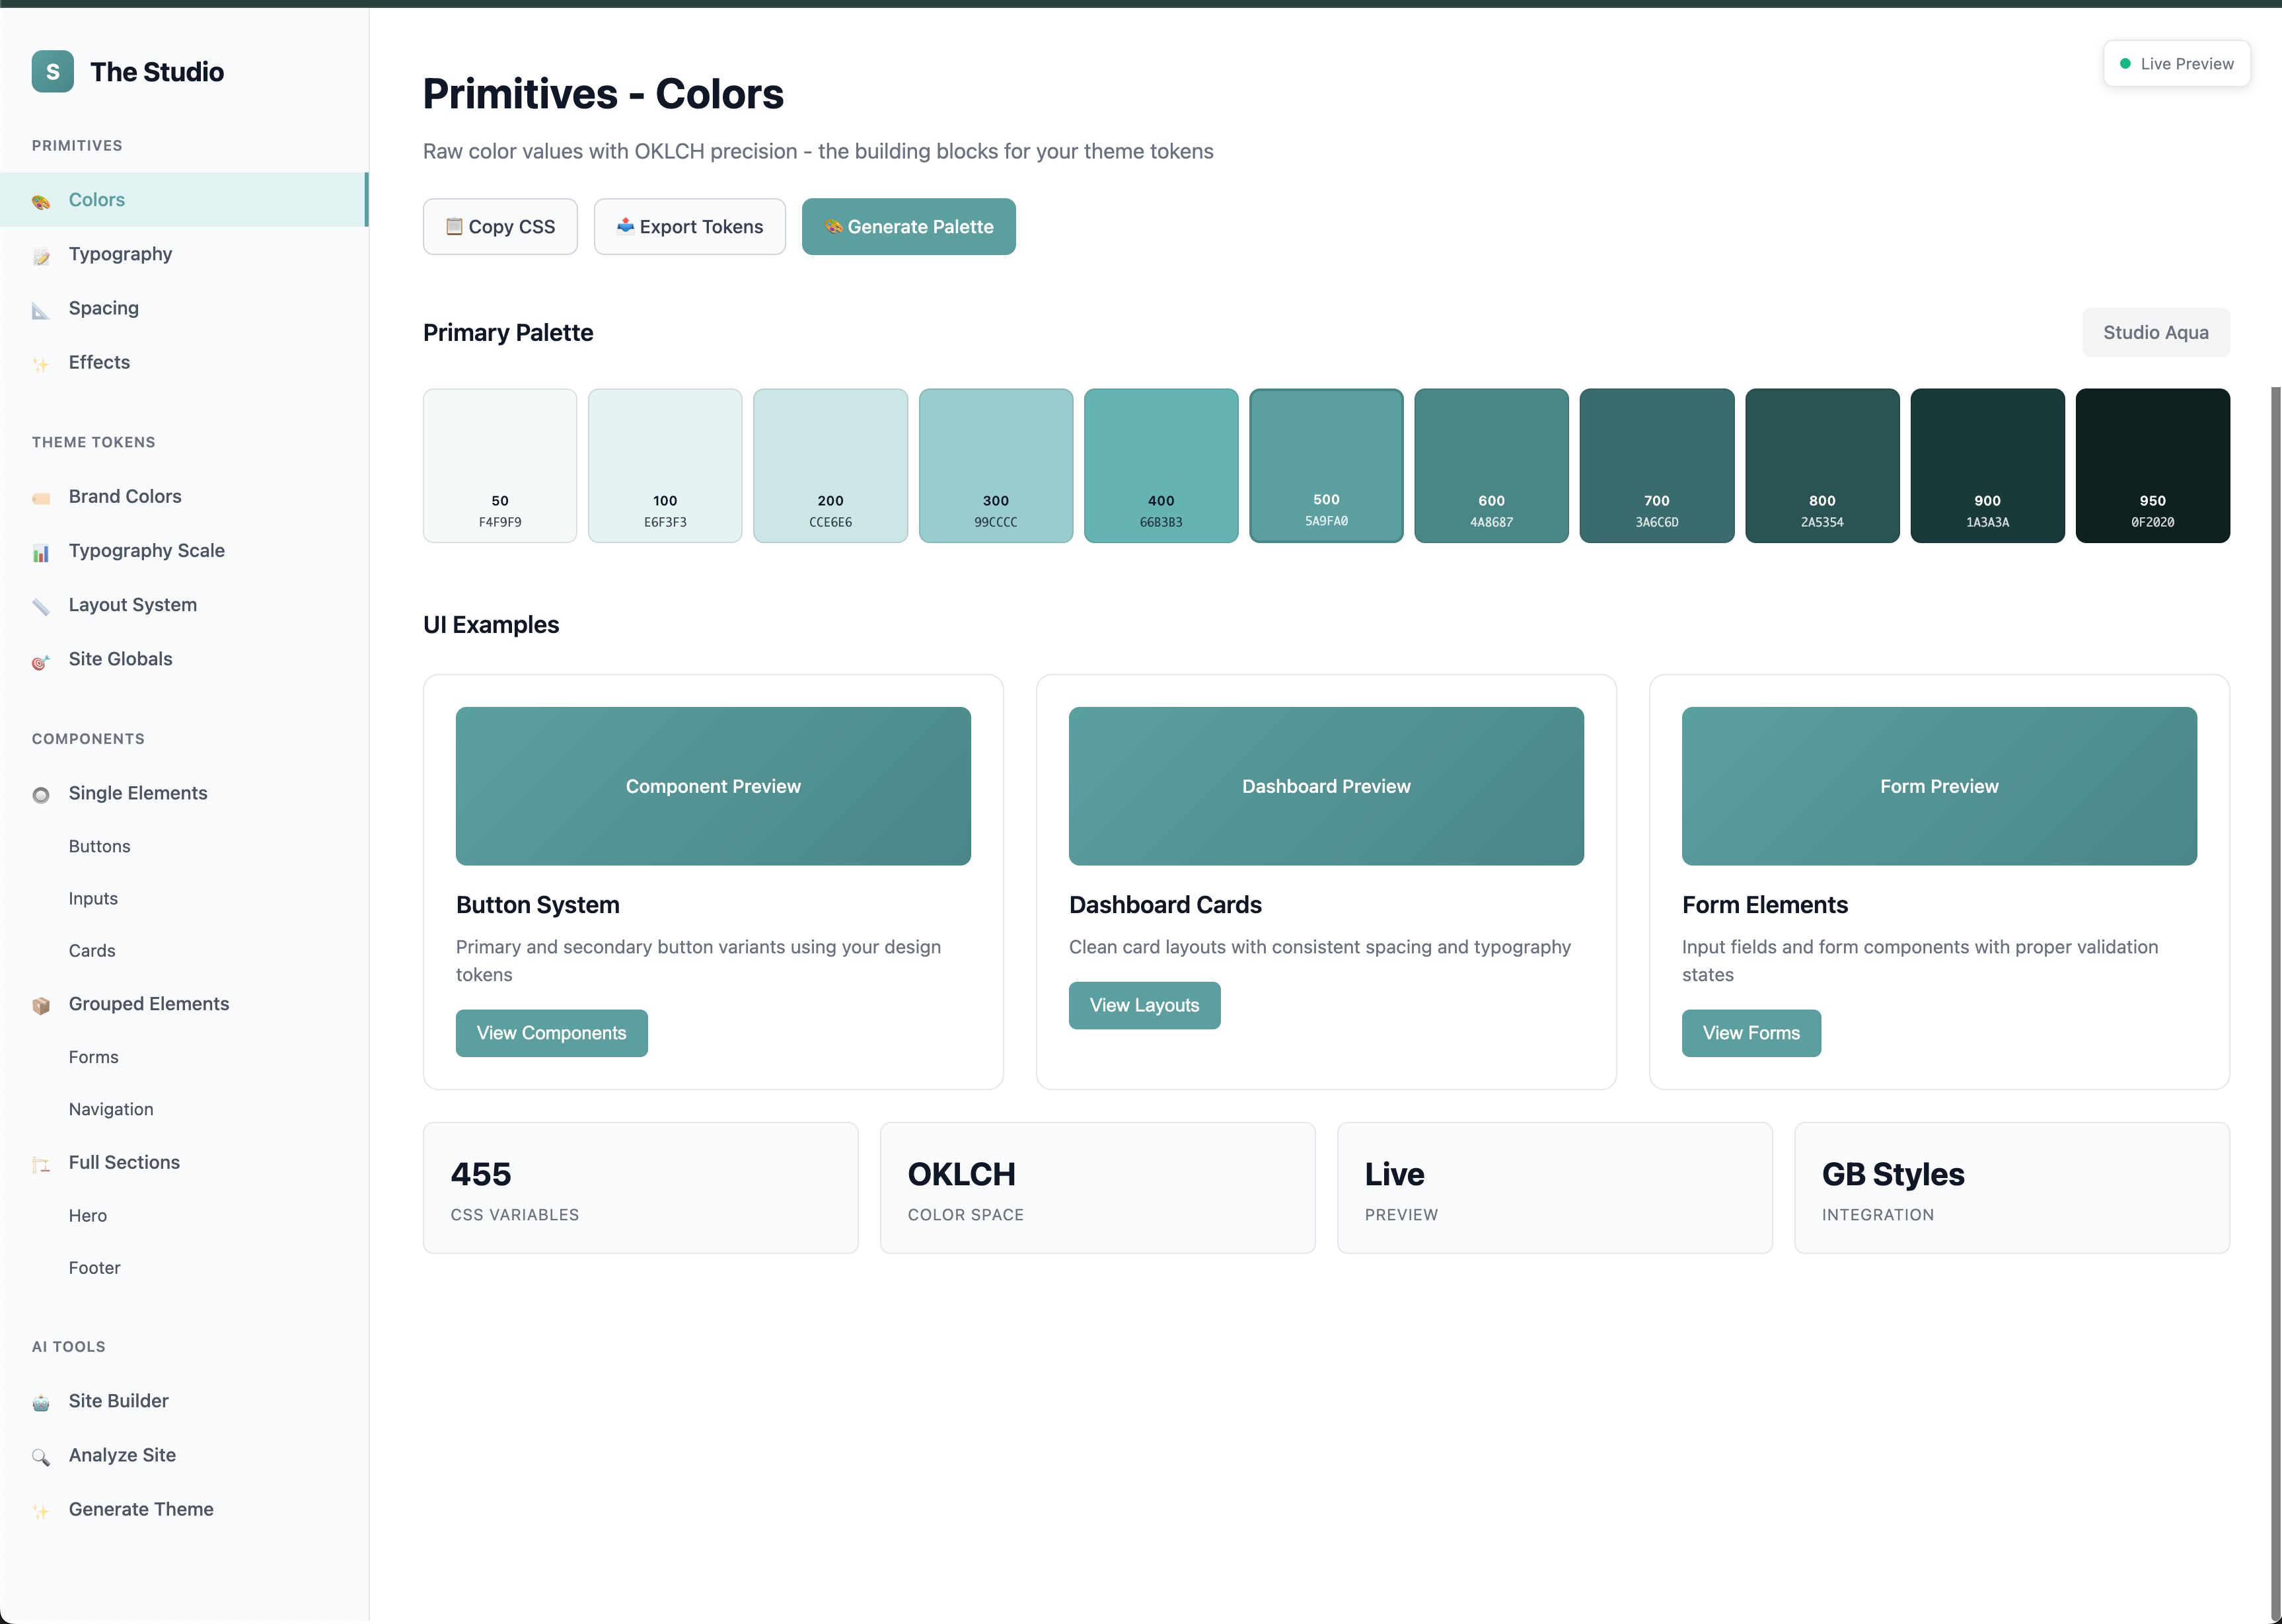 S The Studio
PRIMITIVES
Colors
Typography
Spacing
Effects
THEME TOKENS
Brand Colors
Typography Scale
Layout System
Site Globals
COMPONENTS
Single Elements
Buttons
Inputs
Cards
Grouped Elements
Forms
Navigation
Full Sections
Hero
Footer
AI TOOLS
Site Builder
Analyze Site
Generate Theme
Live Preview
Primitives - Colors
Raw color values with OKLCH precision - the building blocks for your theme tokens
Copy CSS
Export Tokens
Generate Palette
Primary Palette
Studio Aqua
50
F4F9F9
100
E6F3F3
200
CCE6E6
300
99CCCC
400
66B3B3
500
5A9FA0
600
4A8687
700
3A6C6D
800
2A5354
900
1A3A3A
950
0F2020
UI Examples
Component Preview
Button System
Primary and secondary button variants using your design
tokens
View Components
Dashboard Preview
Dashboard Cards
Clean card layouts with consistent spacing and typography
View Layouts
Form Preview
Form Elements
Input fields and form components with proper validation
states
View Forms
455
CSS VARIABLES
OKLCH
COLOR SPACE
Live
PREVIEW
GB Styles
INTEGRATION